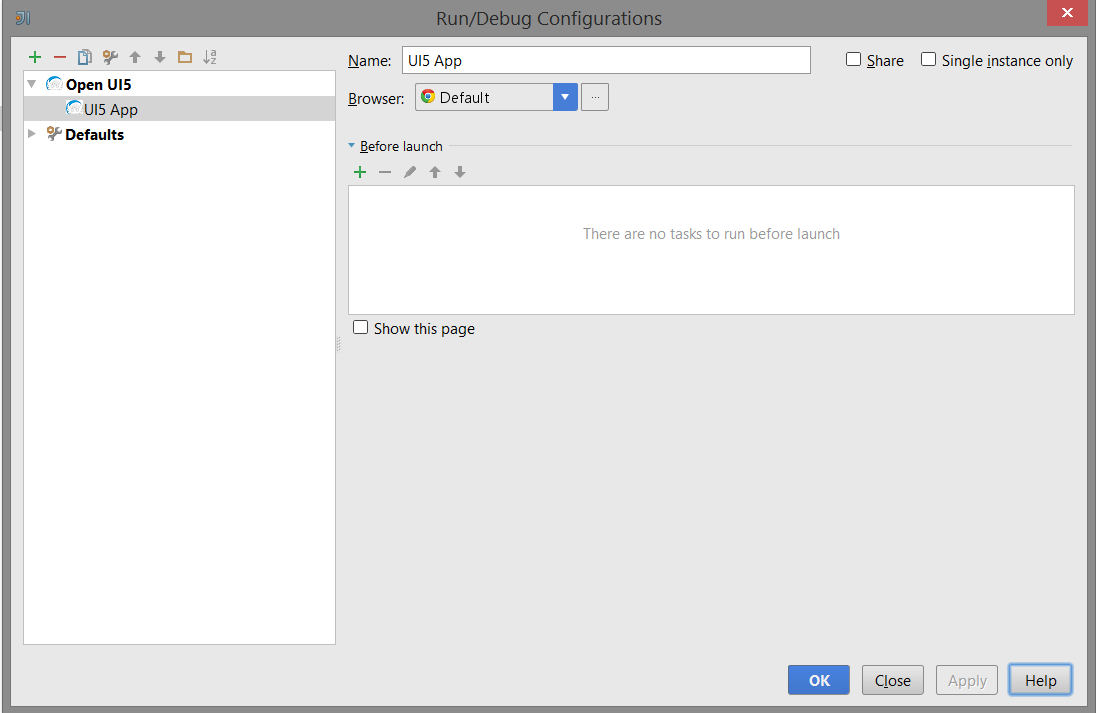 Run/Debug Configurations
Open UI5
UI5 App
Defaults
Name: UI5 App
Share
Single instance only
Browser: Default
...
Before launch
There are no tasks to run before launch
Show this page
OK
Close
Apply
Help